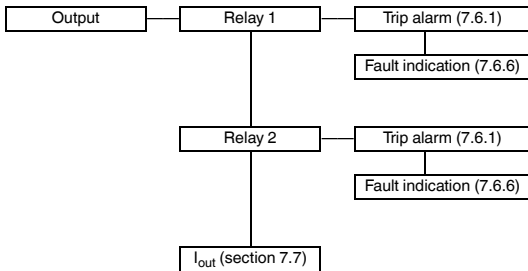 Output
Relay 1
Trip alarm (7.6.1)
Fault indication (7.6.6)
Relay 2
Trip alarm (7.6.1)
Fault indication (7.6.6)
Iout (section 7.7)